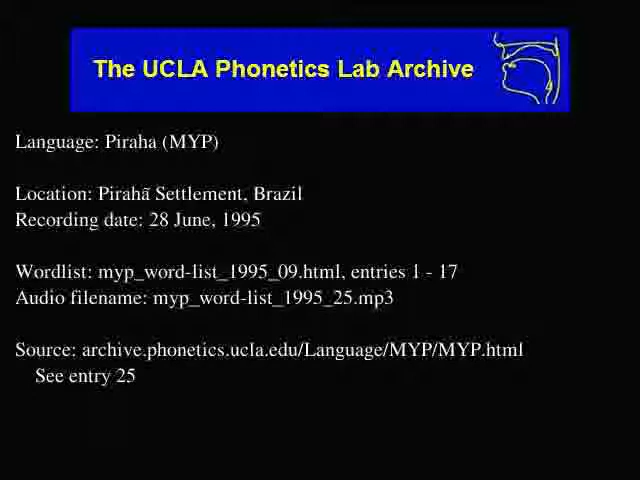 The UCLA Phonetics Lab Archive
Language: Piraha (MYP)
Location: Pirahã Settlement, Brazil
Recording date: 28 June, 1995
Wordlist: myp_word-list_1995_09.html, entries 1 - 17
Audio filename: myp_word-list_1995_25.mp3
Source: archive.phonetics.ucla.edu/Language/MYP/MYP.html
See entry 25